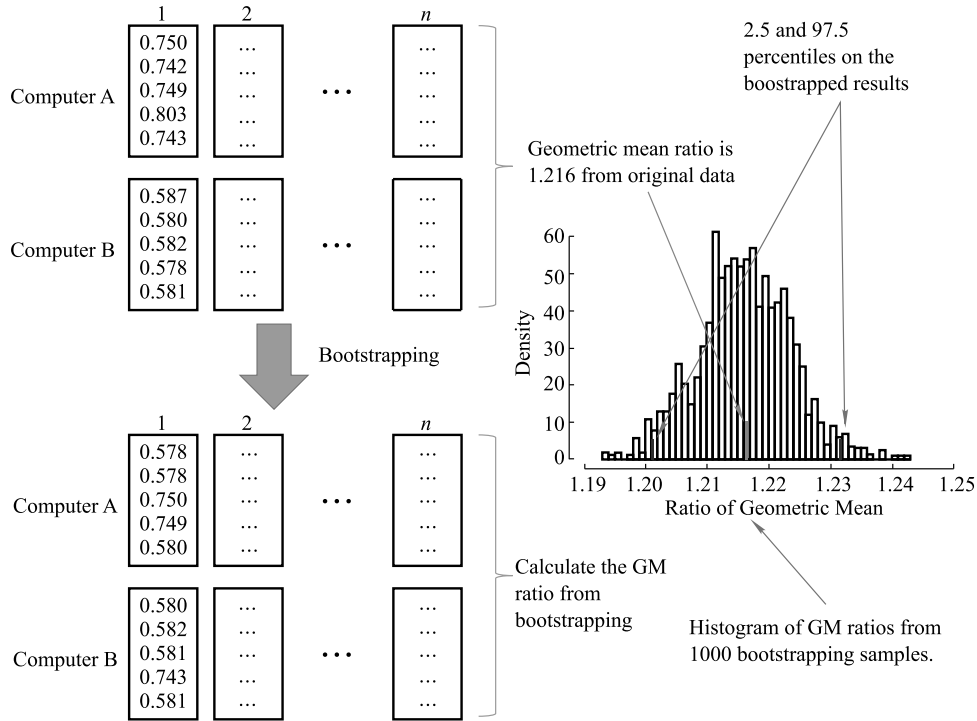 1 2 n
Computer A
0.750 ...
0.742 ...
0.749 ...
0.803 ...
0.743 ...
Computer B
0.587 ...
0.580 ...
0.582 ...
0.578 ...
0.581 ...
Bootstrapping
1 2 n
Computer A
0.578 ...
0.578 ...
0.750 ...
0.749 ...
0.580 ...
Computer B
0.580 ...
0.582 ...
0.581 ...
0.743 ...
0.581 ...
Geometric mean ratio is
1.216 from original data
2.5 and 97.5
percentiles on the
boostrapped results
Density
60
50
40
30
20
10
0
1.19 1.20 1.21 1.22 1.23 1.24 1.25
Ratio of Geometric Mean
Calculate the GM
ratio from
bootstrapping
Histogram of GM ratios from
1000 bootstrapping samples.